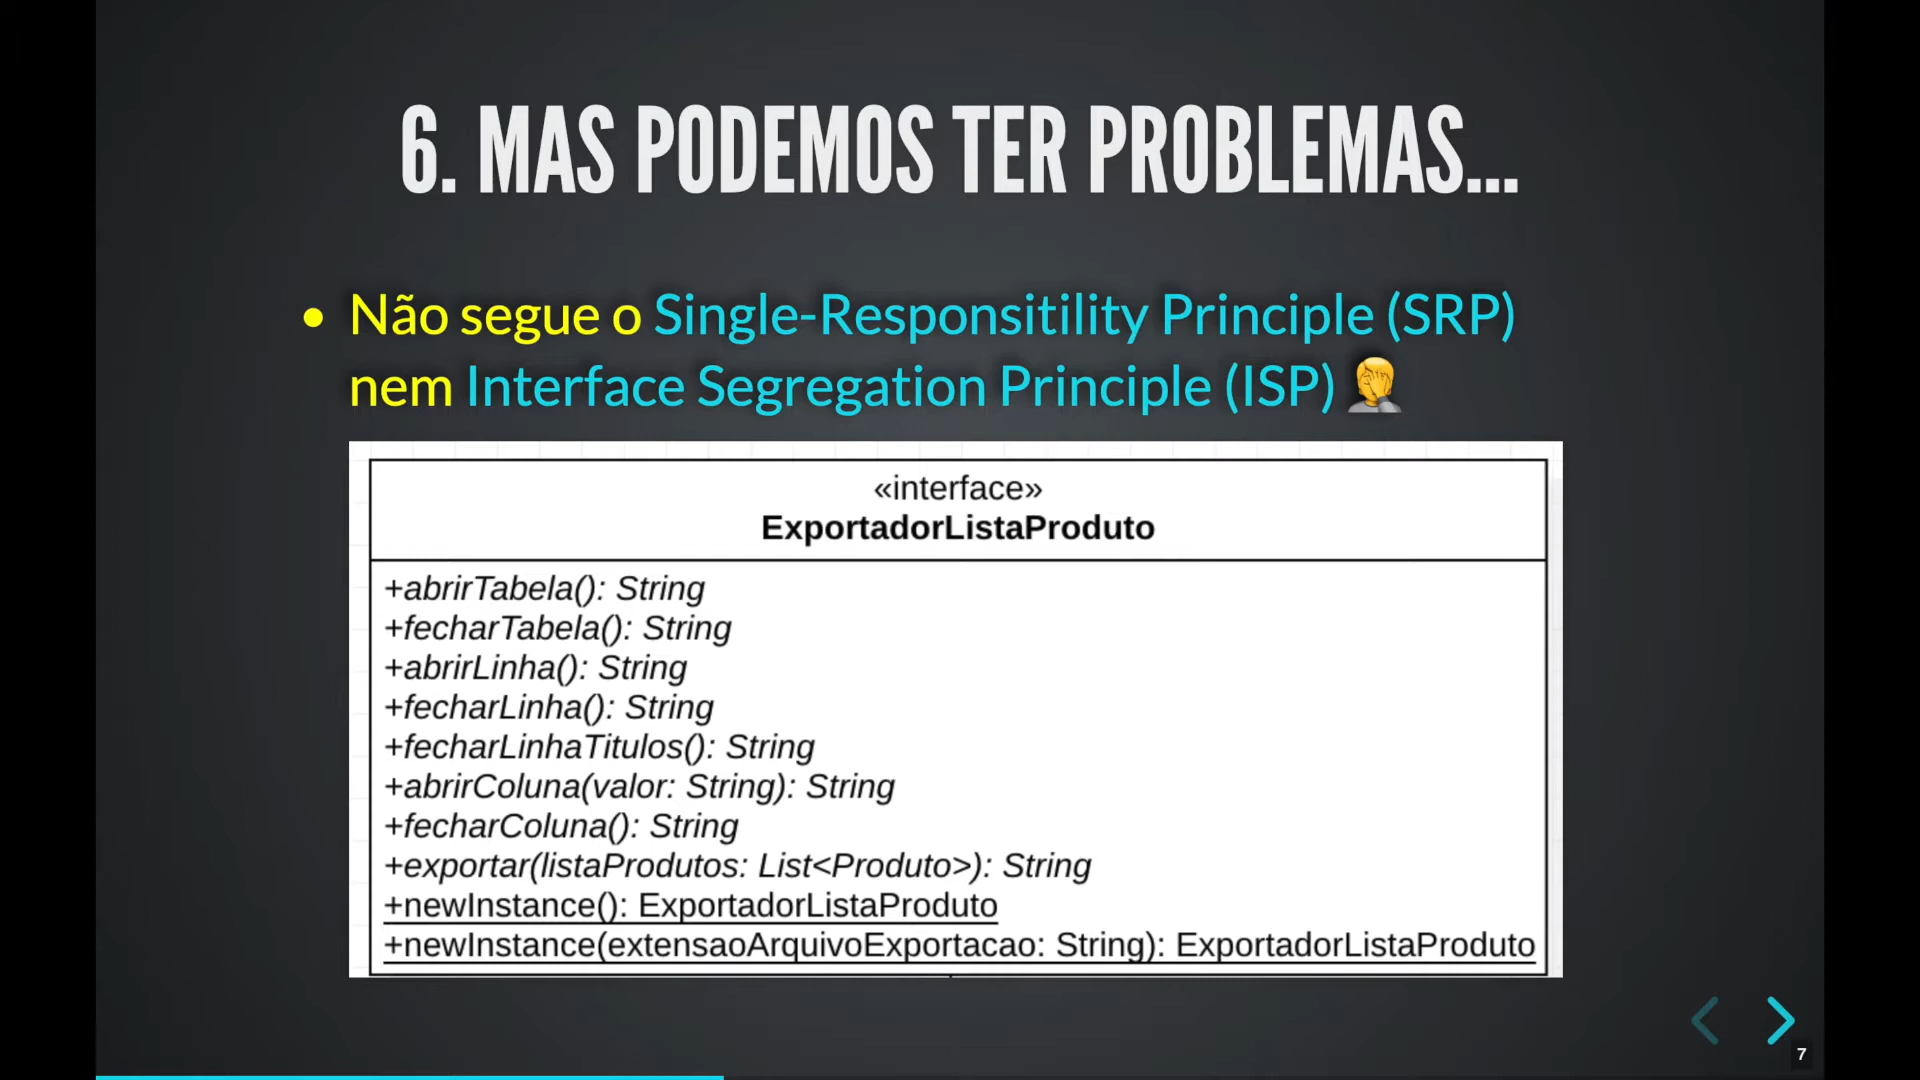 6. MAS PODEMOS TER PROBLEMAS...
Não segue o Single-Responsitility Principle (SRP)
nem Interface Segregation Principle (ISP) 🤦
«interface»
ExportadorListaProduto
+abrirTabela(): String
+fecharTabela(): String
+abrirLinha(): String
+fecharLinha(): String
+fecharLinhaTitulos(): String
+abrirColuna(valor: String): String
+fecharColuna(): String
+exportar(listaProdutos: List<Produto>): String
+newInstance(): ExportadorListaProduto
+newInstance(extensaoArquivoExportacao: String): ExportadorListaProduto
7